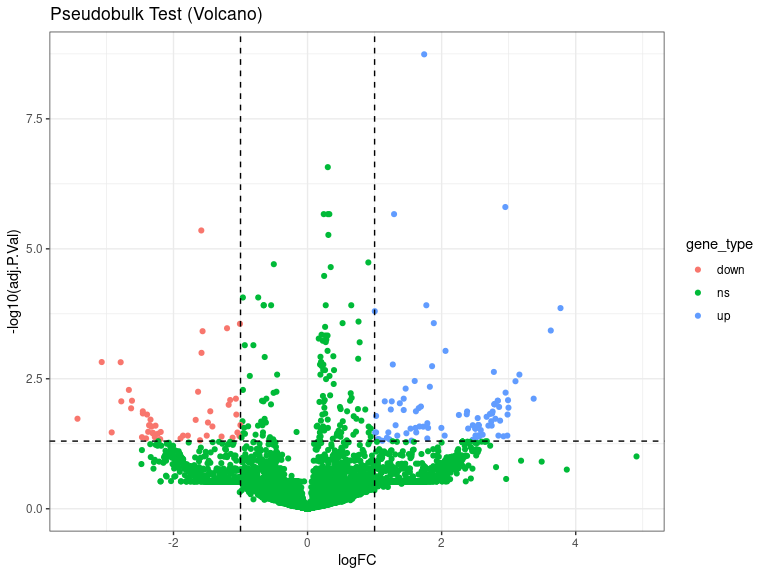 Pseudobulk Test (Volcano)
7.5
5.0
2.5
0.0
-log10(adj.P.Val)
-2
0
2
4
logFC
gene_type
down
ns
up